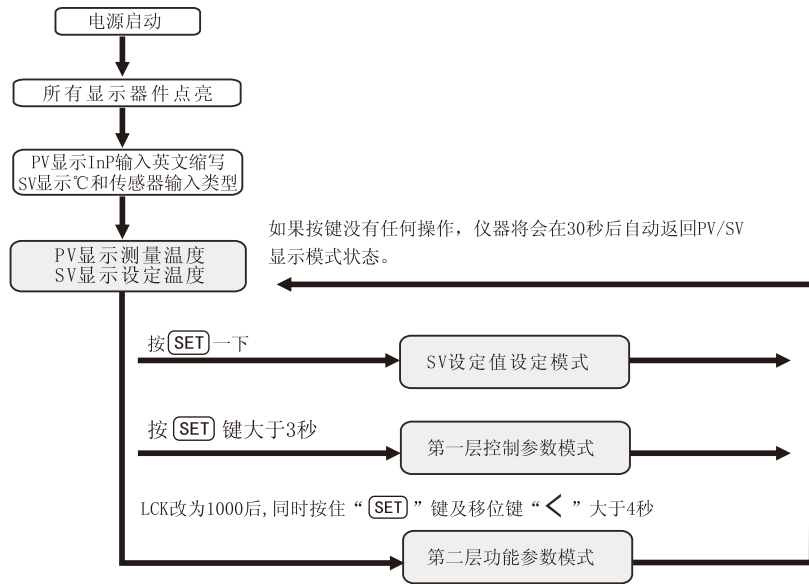 电源启动
所有显示器件点亮
PV显示InP输入英文缩写
SV显示℃和传感器输入类型
如果按键没有任何操作，仪器将会在30秒后自动返回PV/SV
显示模式状态。
PV显示测量温度
SV显示设定温度
按SET一下
SV设定值设定模式
按 SET 键大于3秒
第一层控制参数模式
LCK改为1000后,同时按住“ SET ”键及移位键“＜ ”大于4秒
第二层功能参数模式